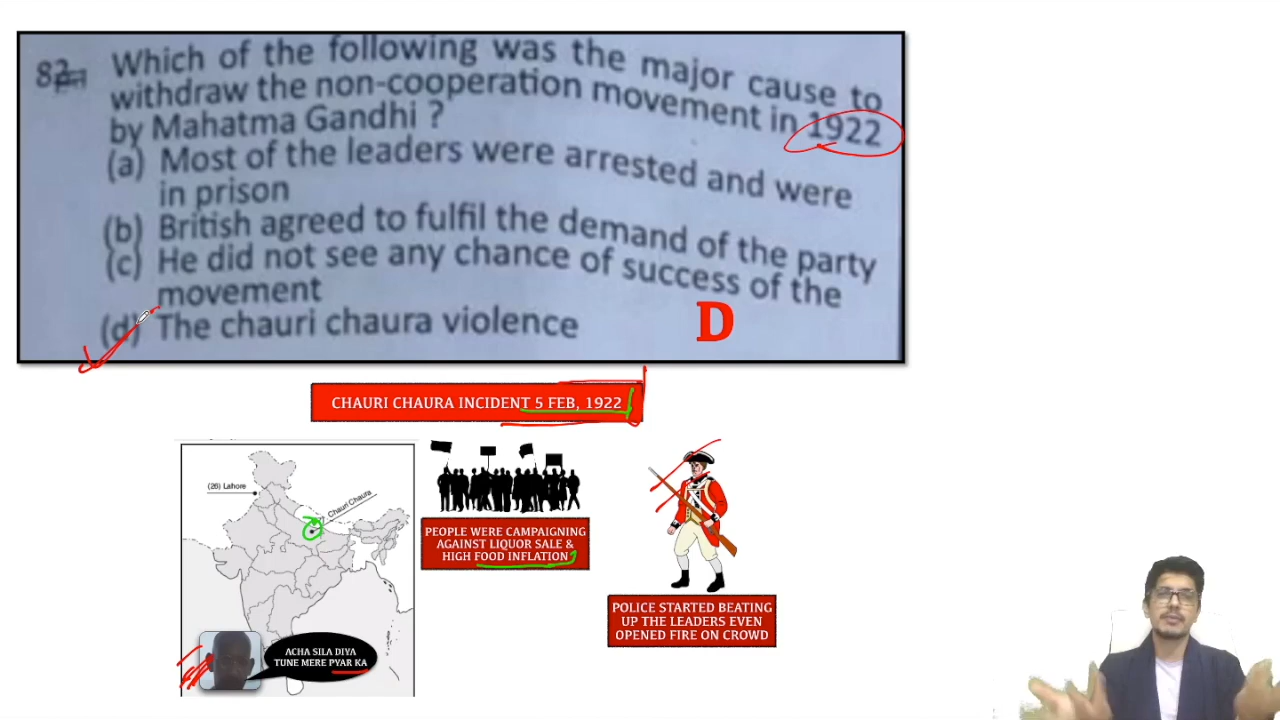 82
Which of the following was the major cause to
withdraw the non-cooperation movement in 1922
by Mahatma Gandhi ?
(a) Most of the leaders were arrested and were
in prison
(b) British agreed to fulfil the demand of the party
(c) He did not see any chance of success of the
movement
(d) The chauri chaura violence
D
CHAURI CHAURA INCIDENT 5 FEB, 1922
(26) Lahore
Chauri Chaura
PEOPLE WERE CAMPAIGNING
AGAINST LIQUOR SALE &
HIGH FOOD INFLATION
POLICE STARTED BEATING
UP THE LEADERS EVEN
OPENED FIRE ON CROWD
ACHA SILA DIYA
TUNE MERE PYAR KA